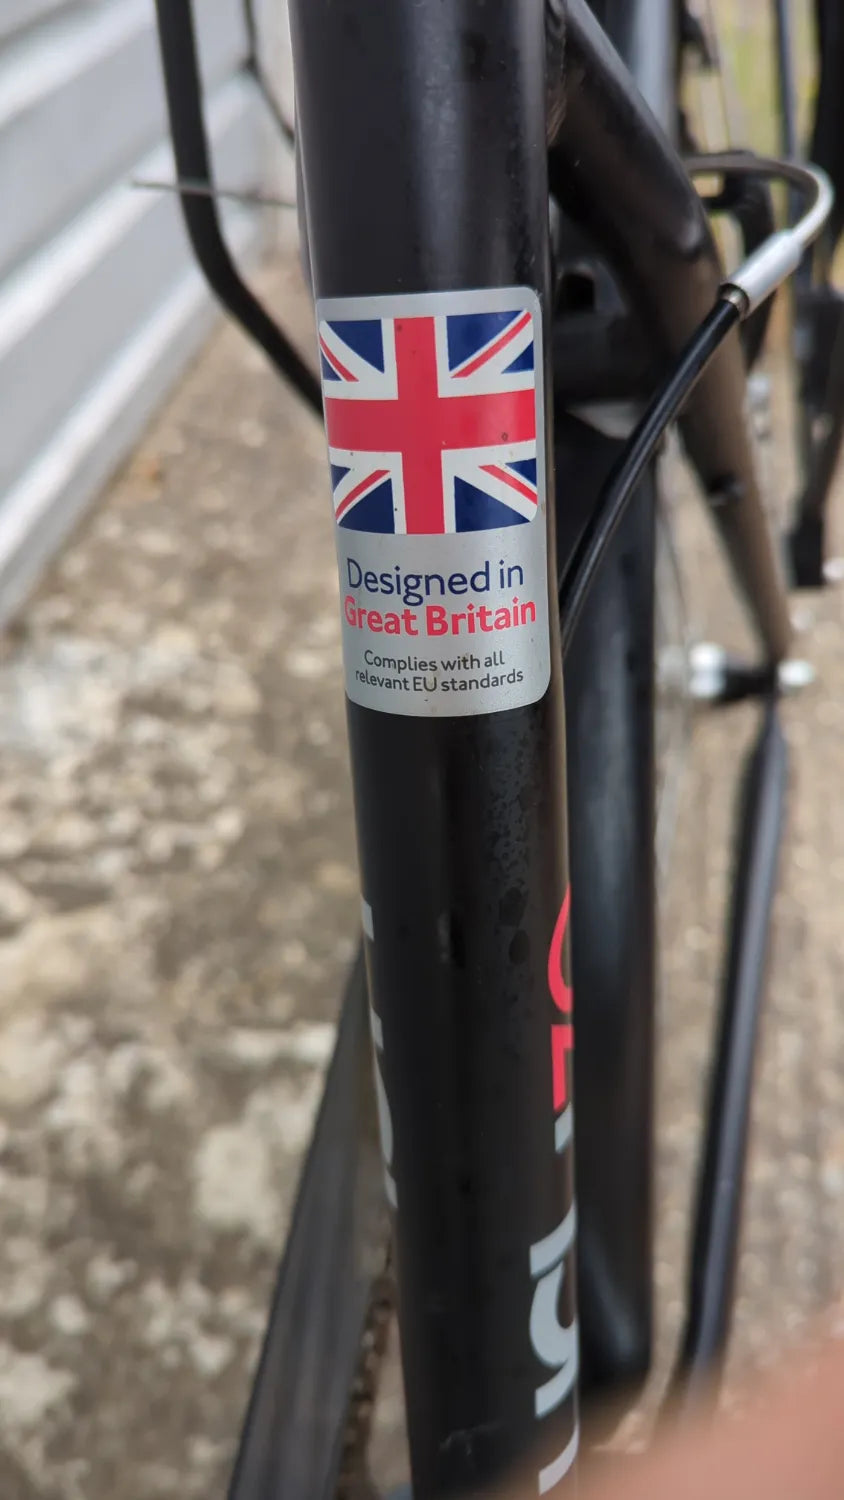 Designed in
Great Britain
Complies with all
relevant EU standards